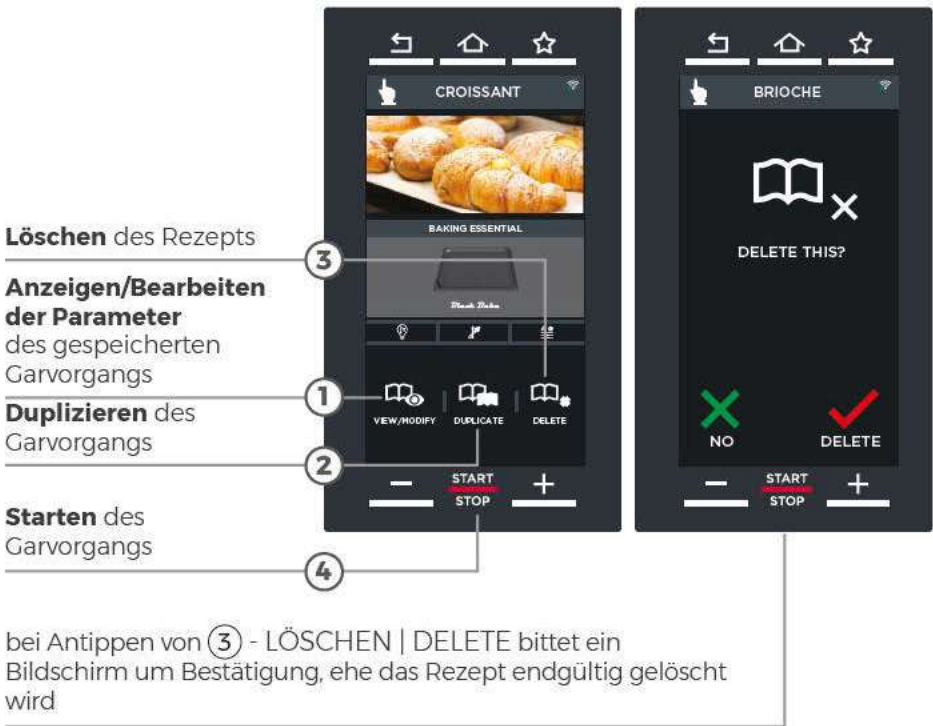 CROISSANT
BRIOCHE
BAKING ESSENTIAL
Black Bake
VIEW/MODIFY
DUPLICATE
DELETE
START
STOP
DELETE THIS?
NO
DELETE
START
STOP
Löschen des Rezepts
3
Anzeigen/Bearbeiten
der Parameter
des gespeicherten
Garvorgangs
1
Duplizieren des
Garvorgangs
2
Starten des
Garvorgangs
4
bei Antippen von 3 - LÖSCHEN | DELETE bittet ein
Bildschirm um Bestätigung, ehe das Rezept endgültig gelöscht
wird